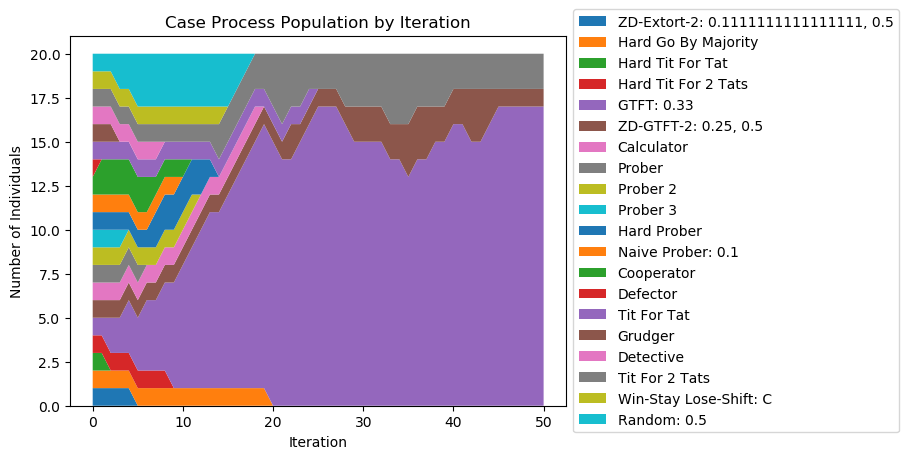 Case Process Population by Iteration
Number of Individuals
20.0
17.5
15.0
12.5
10.0
7.5
5.0
2.5
0.0
0 10 20 30 40 50
Iteration
ZD-Extort-2: 0.1111111111111111, 0.5
Hard Go By Majority
Hard Tit For Tat
Hard Tit For 2 Tats
GTFT: 0.33
ZD-GTFT-2: 0.25, 0.5
Calculator
Prober
Prober 2
Prober 3
Hard Prober
Naive Prober: 0.1
Cooperator
Defector
Tit For Tat
Grudger
Detective
Tit For 2 Tats
Win-Stay Lose-Shift: C
Random: 0.5